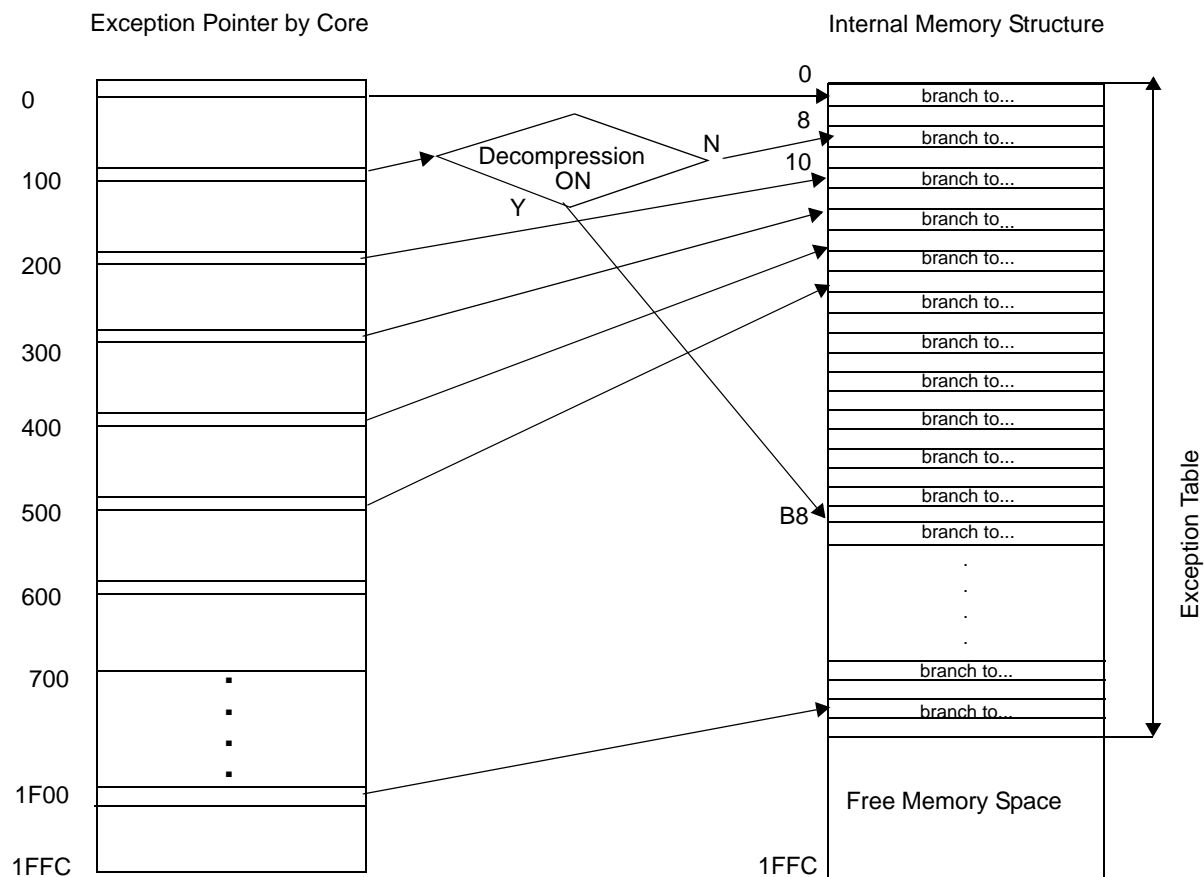 Exception Pointer by Core
0
100
200
300
400
500
600
700
.
.
.
.
1F00
1FFC
Decompression
ON
N
Y
Internal Memory Structure
0
8
10
B8
1FFC
branch to...
branch to...
branch to...
branch to...
branch to...
branch to...
branch to...
branch to...
branch to...
branch to...
branch to...
branch to...
.
.
.
.
branch to...
branch to...
Free Memory Space
Exception Table